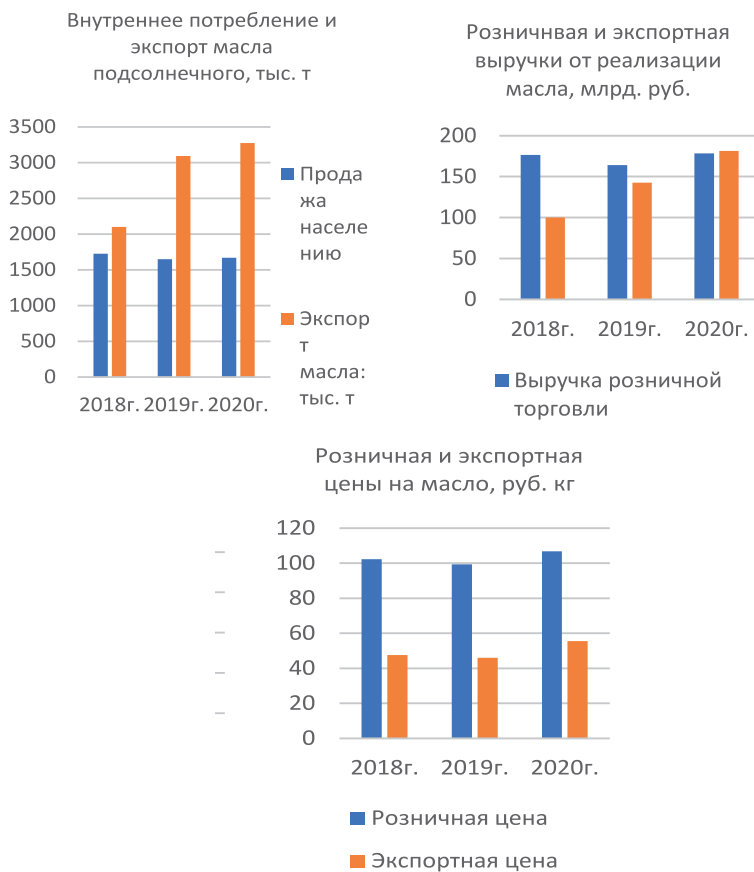 Внутреннее потребление и
экспорт масла
подсолнечного, тыс. т
3500
3000
2500
2000
1500
1000
500
0
2018г.
2019г.
2020г.
Прода
жа
населе
нию
Экспор
т
масла:
тыс. т
Розничнвая и экспортная
выручки от реализации
масла, млрд. руб.
200
150
100
50
0
2018г.
2019г.
2020г.
Выручка розничной
торговли
Розничная и экспортная
цены на масло, руб. кг
120
100
80
60
40
20
0
2018г.
2019г.
2020г.
Розничная цена
Экспортная цена